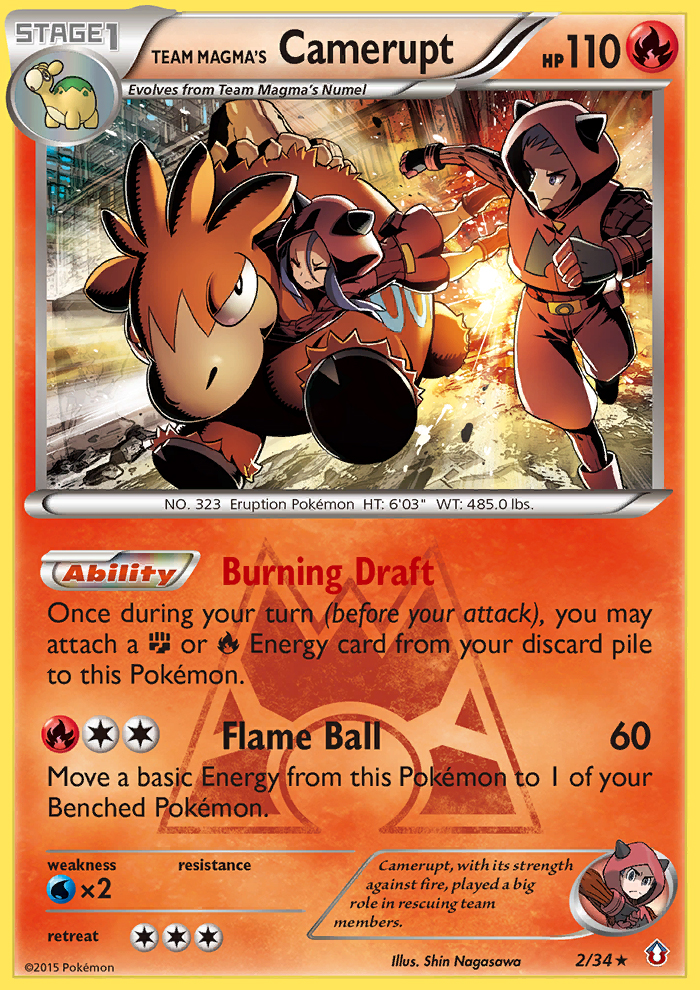 STAGE1
TEAM MAGMA'S Camerupt HP110
Evolves from Team Magma's Numel
NO. 323 Eruption Pokémon HT: 6'03" WT: 485.0 lbs.
Ability Burning Draft
Once during your turn (before your attack), you may
attach a or Energy card from your discard pile
to this Pokémon.
Flame Ball 60
Move a basic Energy from this Pokémon to 1 of your
Benched Pokémon.
weakness resistance
×2
retreat
Camerupt, with its strength
against fire, played a big
role in rescuing team
members.
©2015 Pokémon Illus. Shin Nagasawa 2/34★